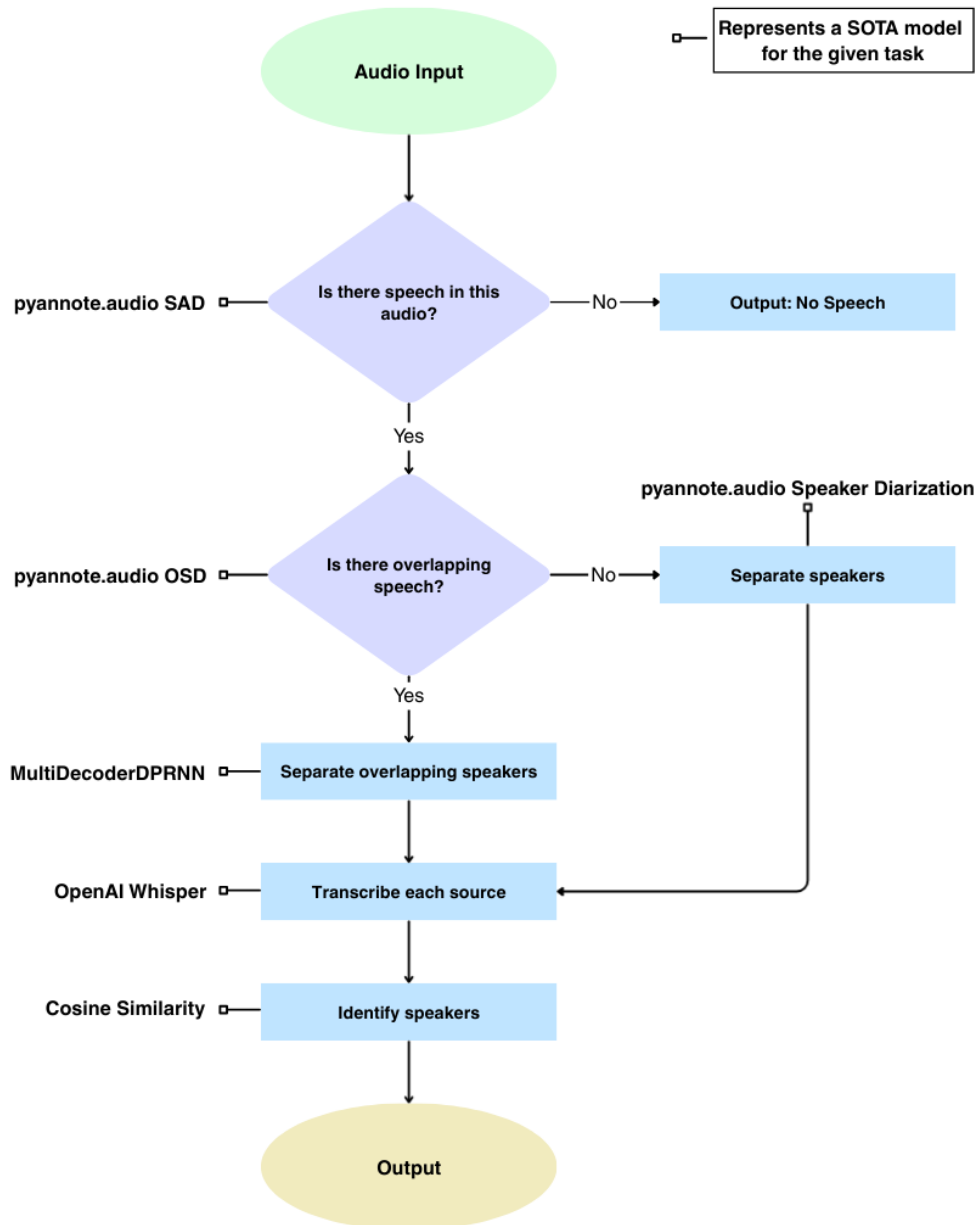 Represents a SOTA model
for the given task
Audio Input
pyannote.audio SAD
Is there speech in this
audio?
No
Output: No Speech
Yes
pyannote.audio Speaker Diarization
pyannote.audio OSD
Is there overlapping
speech?
No
Separate speakers
Yes
MultiDecoderDPRNN
Separate overlapping speakers
OpenAI Whisper
Transcribe each source
Cosine Similarity
Identify speakers
Output